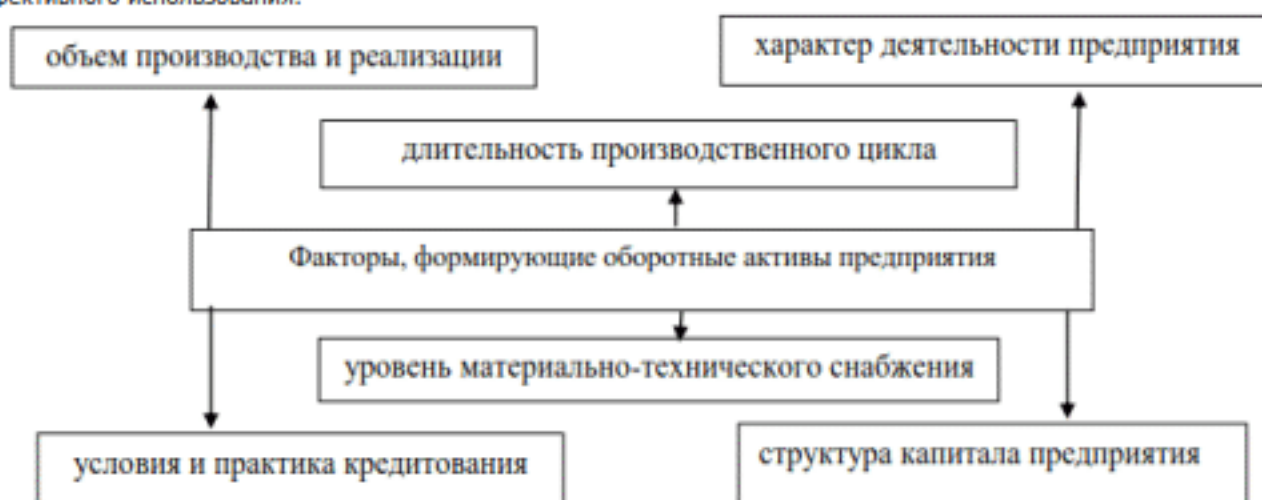 объем производства и реализации
характер деятельности предприятия
длительность производственного цикла
Факторы, формирующие оборотные активы предприятия
уровень материально-технического снабжения
условия и практика кредитования
структура капитала предприятия